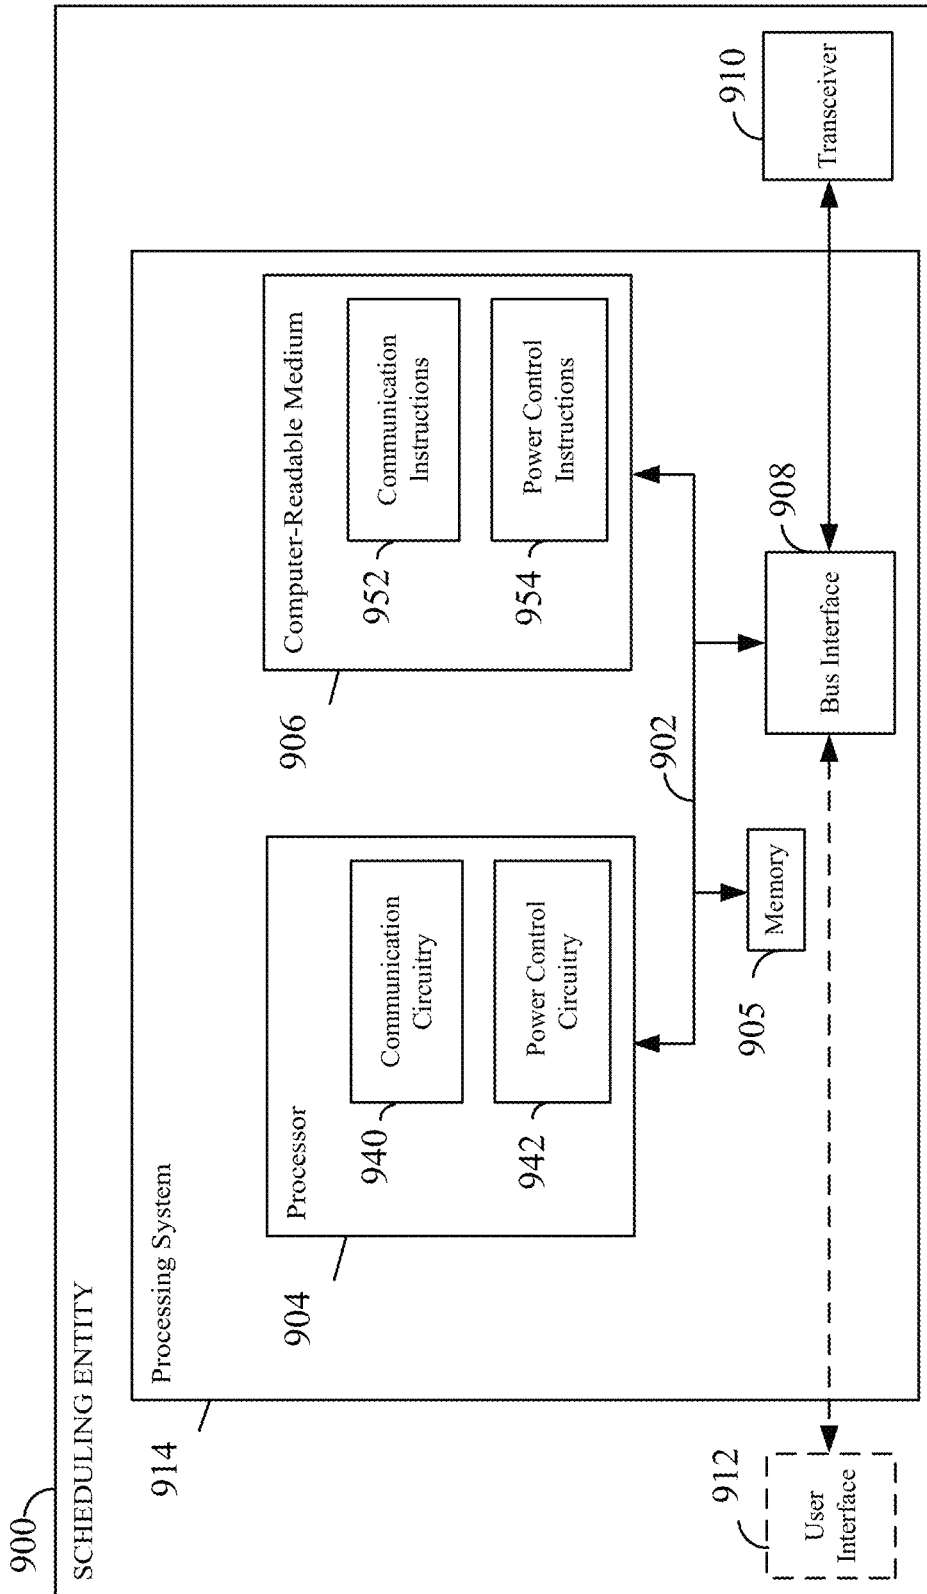 900
SCHEDULING ENTITY
914
Processing System
904
Processor
940
Communication
Circuitry
942
Power Control
Circuitry
906
Computer-Readable Medium
952
Communication
Instructions
954
Power Control
Instructions
902
905
Memory
908
Bus Interface
912
User
Interface
910
Transceiver